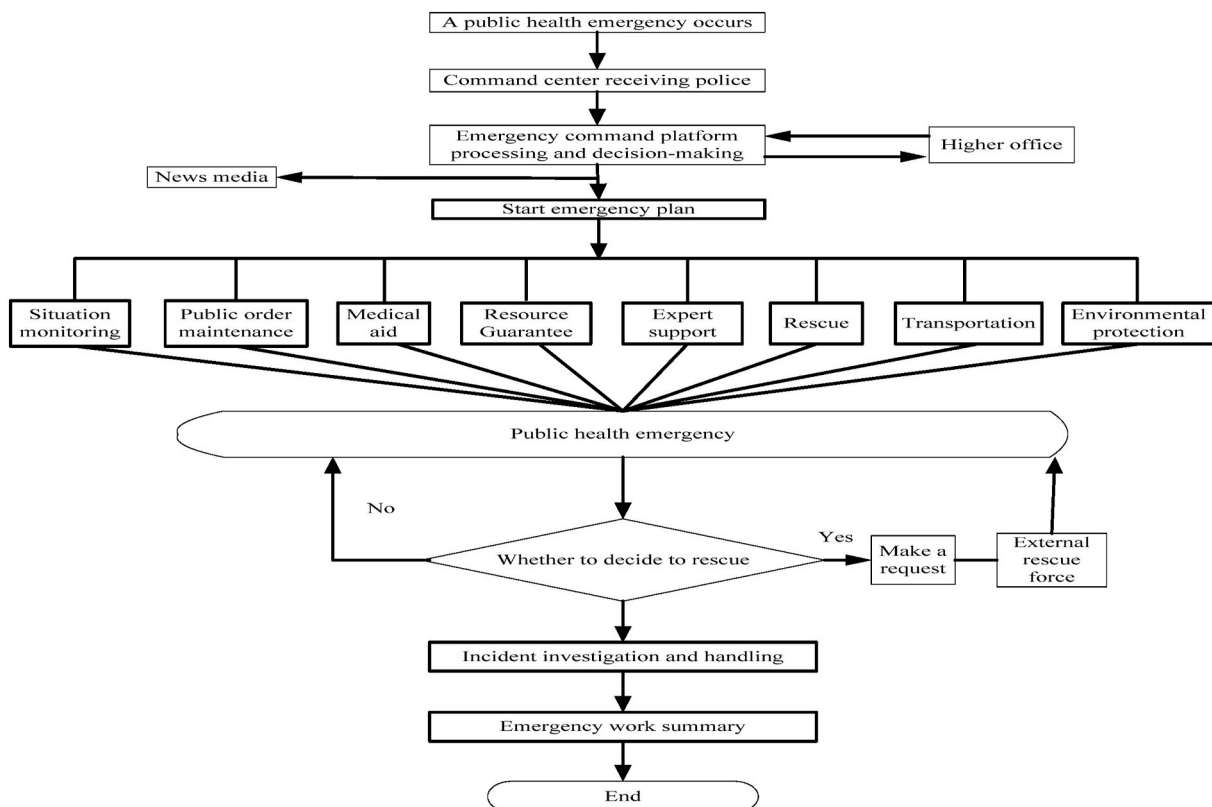 A public health emergency occurs
Command center receiving police
Emergency command platform
processing and decision-making
Higher office
News media
Start emergency plan
Situation
monitoring
Public order
maintenance
Medical
aid
Resource
Guarantee
Expert
support
Rescue
Transportation
Environmental
protection
Public health emergency
No
Yes
Whether to decide to rescue
Make a
request
External
rescue
force
Incident investigation and handling
Emergency work summary
End